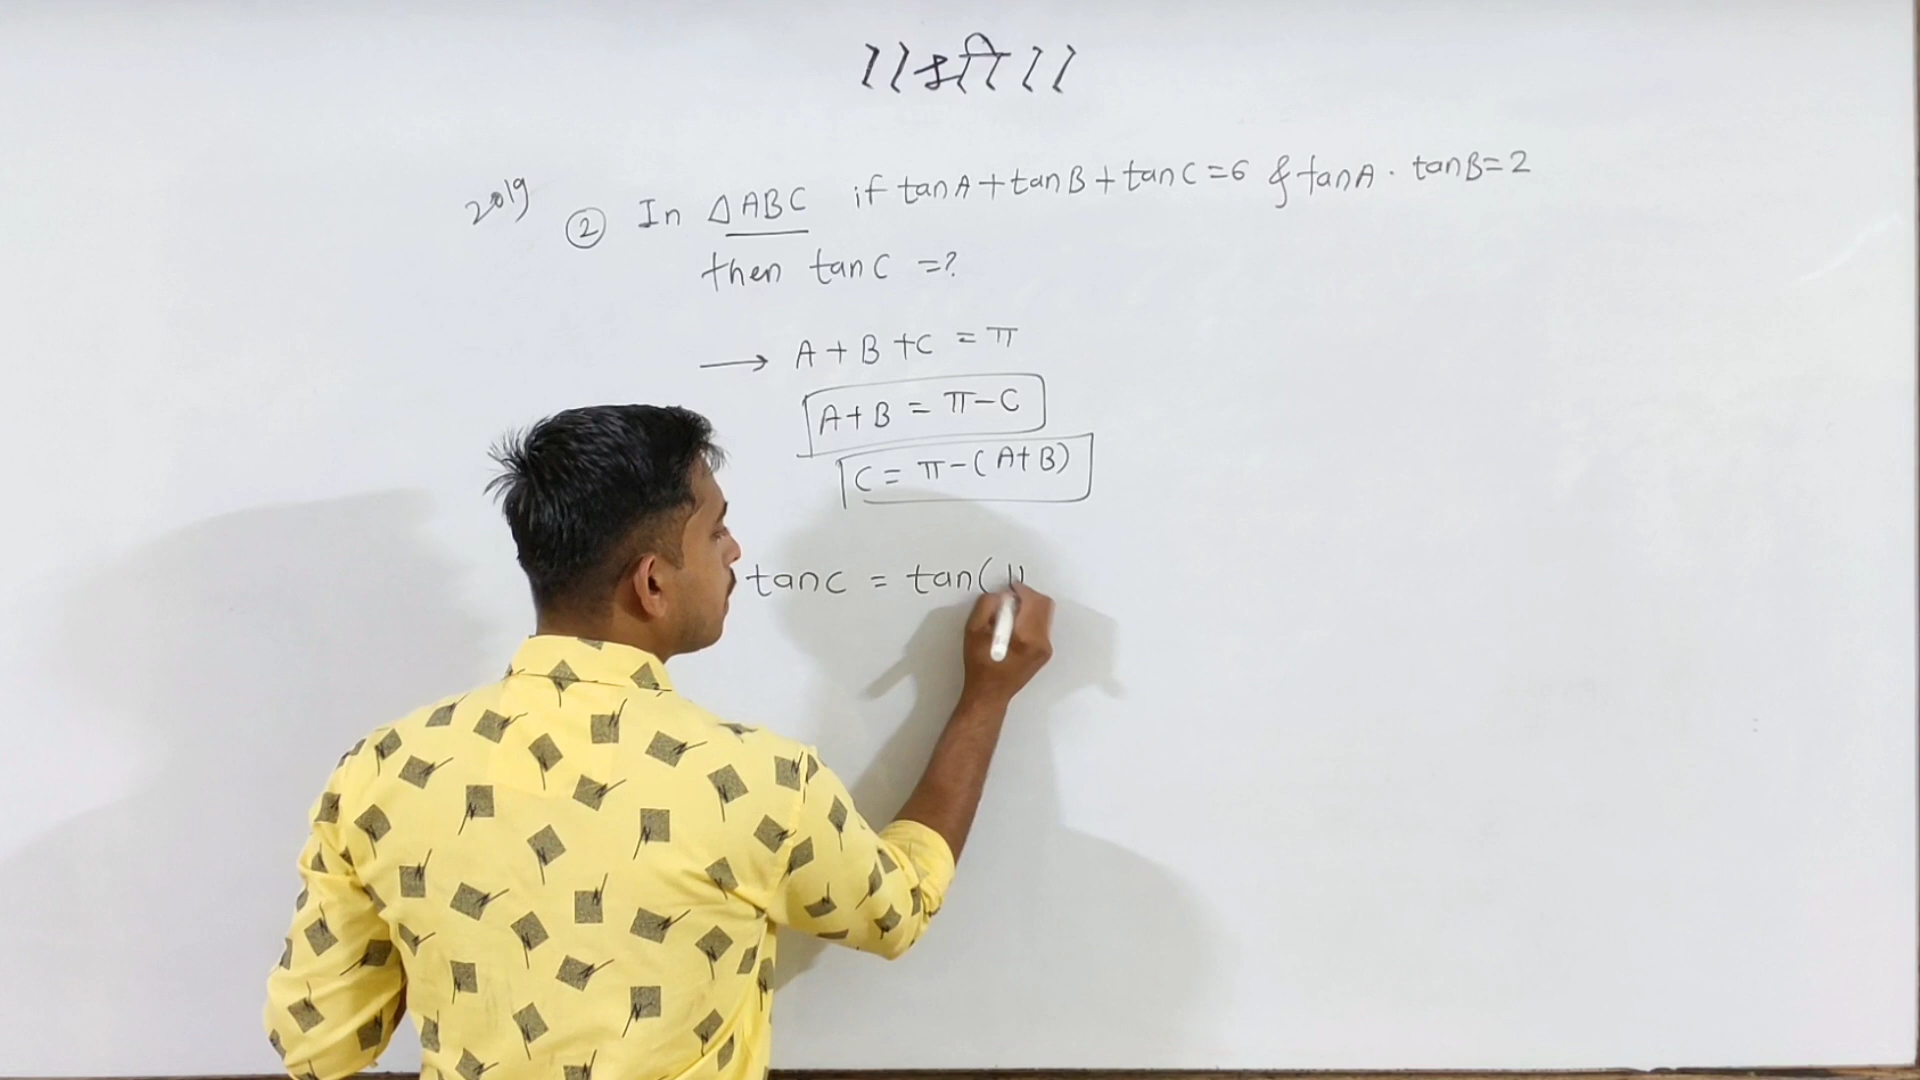 ।।श्री।।
2019
② In △ABC if tanA+tanB+tanC=6 & tanA · tanB=2
then tanC =?
⟶ A+B+C = π
A+B = π-C
C = π-(A+B)
tanC = tan(